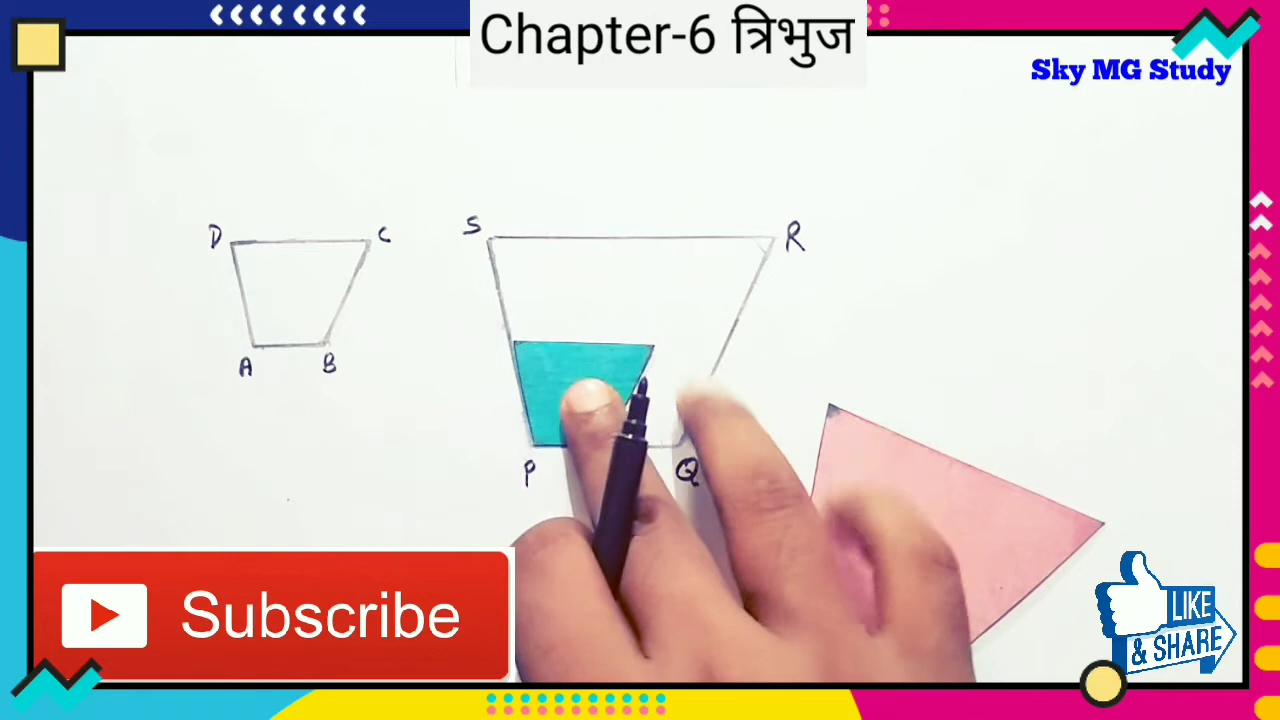 Chapter-6 त्रिभुज
Sky MG Study
D
C
S
R
A
B
P
Q
Subscribe
LIKE
& SHARE